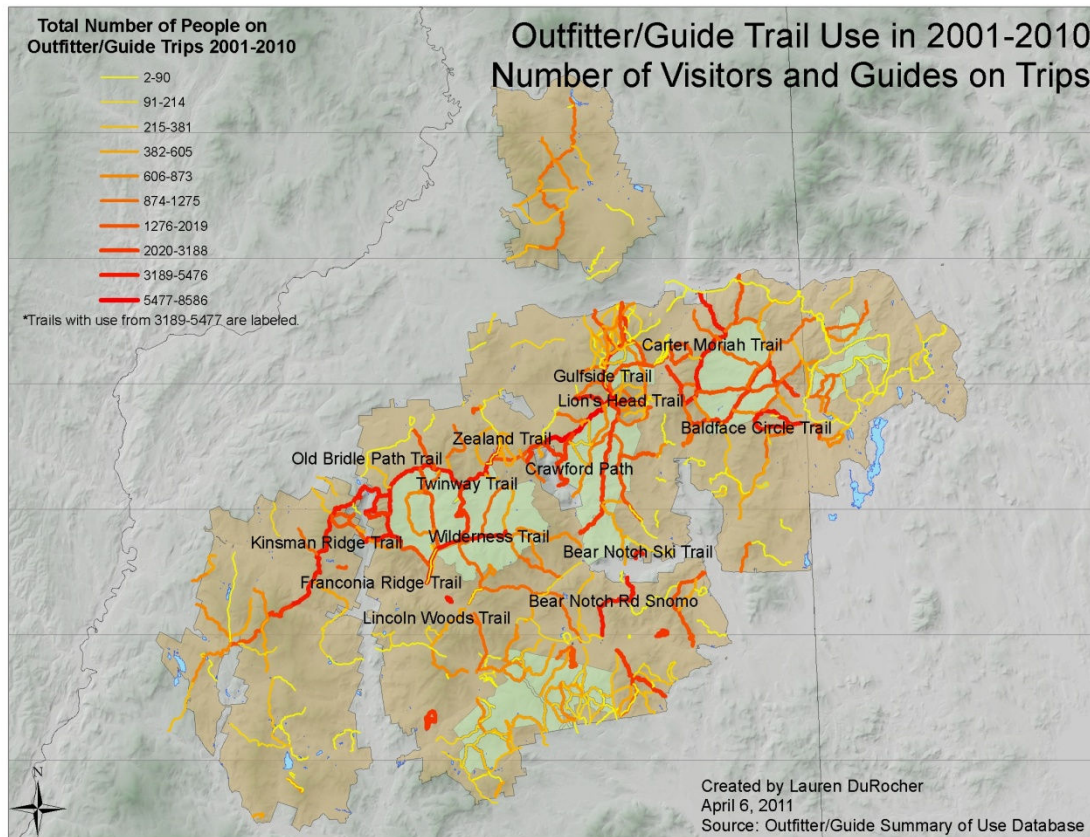 Total Number of People on
Outfitter/Guide Trips 2001-2010
2-90
91-214
215-381
382-605
606-873
874-1275
1276-2019
2020-3188
3189-5476
5477-8586
*Trails with use from 3189-5477 are labeled.
Outfitter/Guide Trail Use in 2001-2010
Number of Visitors and Guides on Trips
Carter Moriah Trail
Gulfside Trail
Lion's Head Trail
Baldface Circle Trail
Zealand Trail
Old Bridle Path Trail
Crawford Path
Twinway Trail
Wilderness Trail
Kinsman Ridge Trail
Bear Notch Ski Trail
Franconia Ridge Trail
Bear Notch Rd Snomo
Lincoln Woods Trail
N
Created by Lauren DuRocher
April 6, 2011
Source: Outfitter/Guide Summary of Use Database